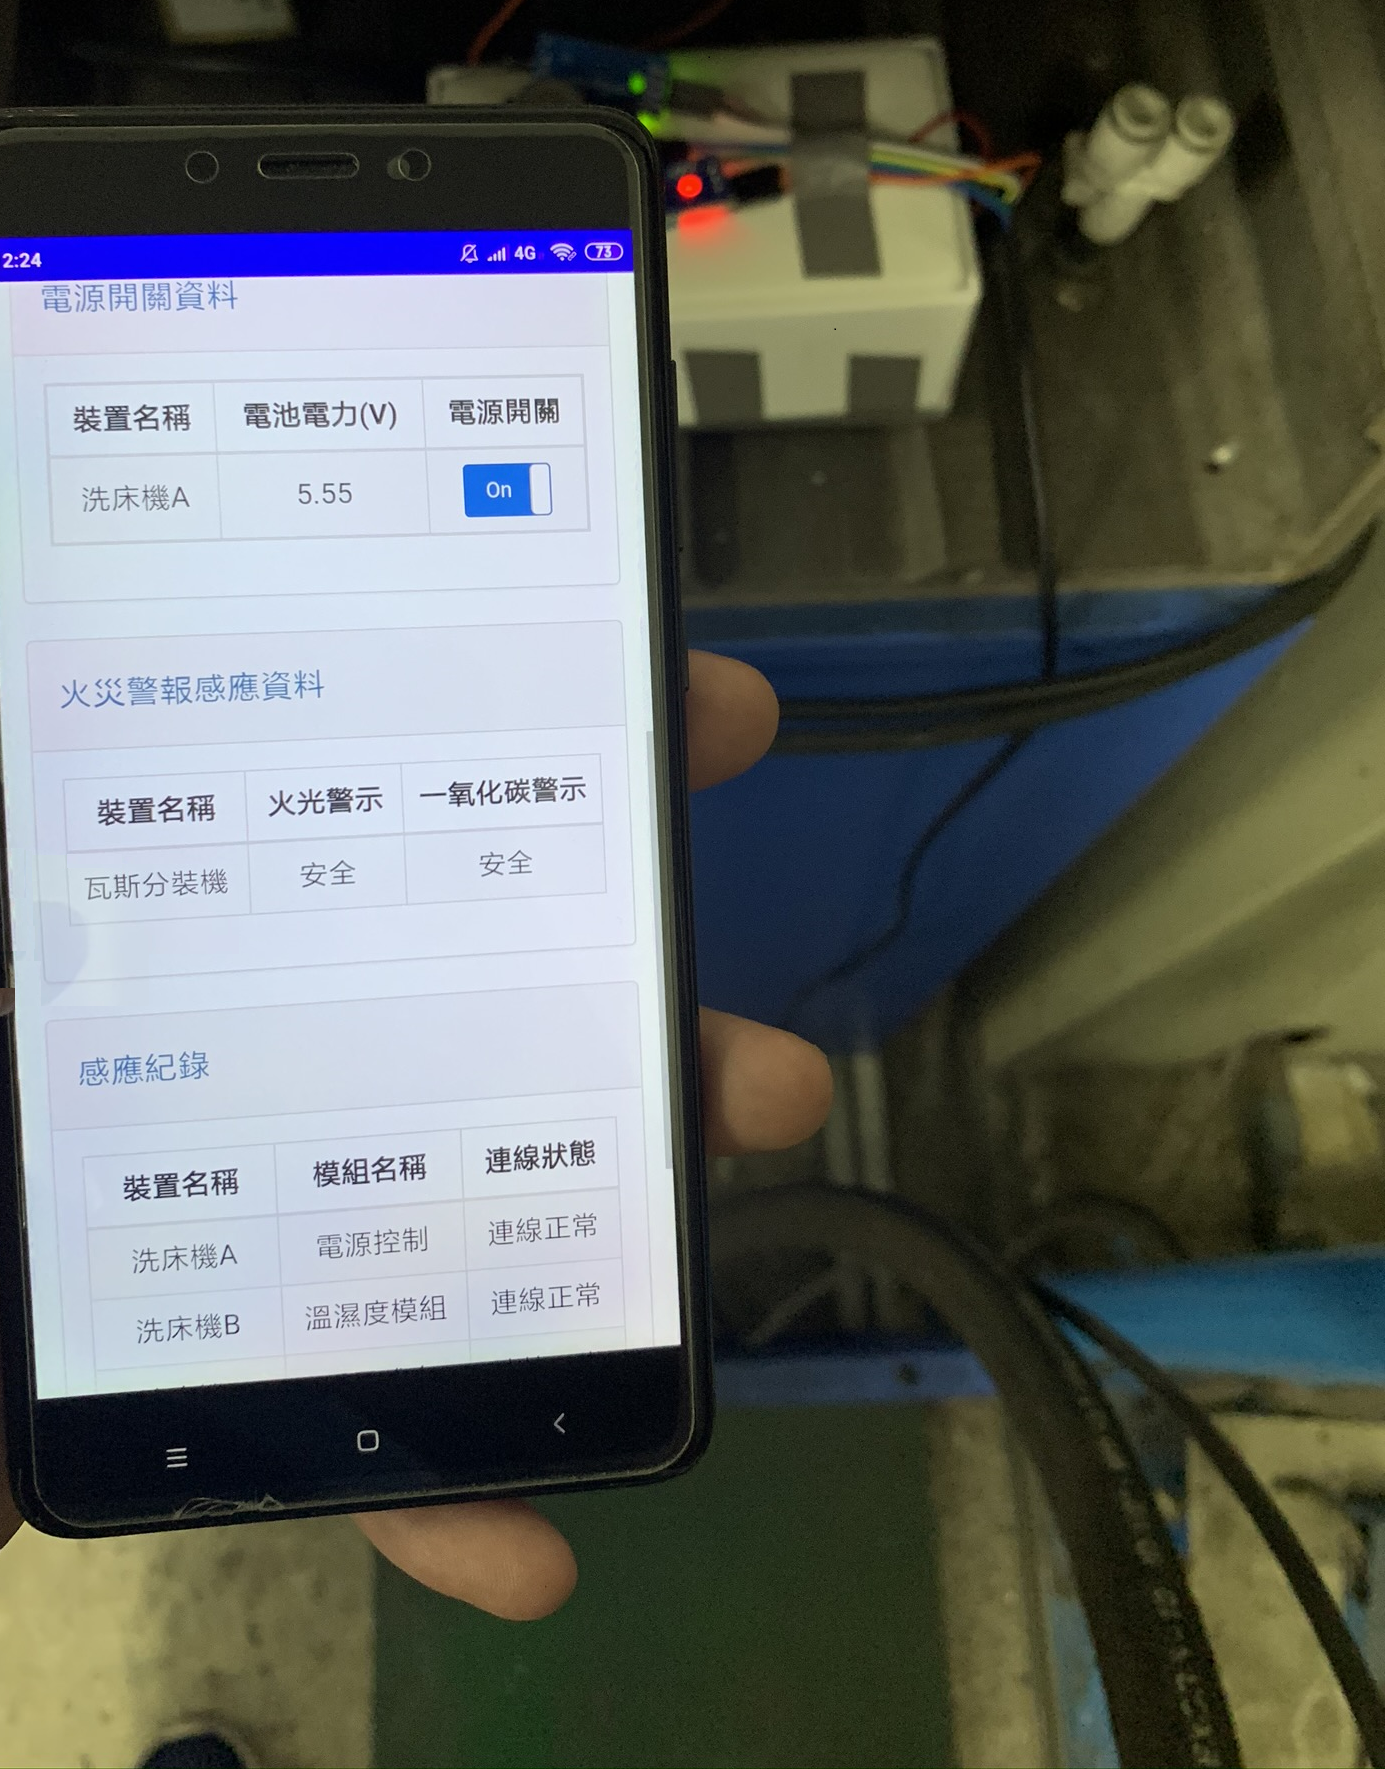 2:24 4G 73
電源開關資料
裝置名稱 電池電力(V) 電源開關
洗床機A 5.55 On
火災警報感應資料
裝置名稱 火光警示 一氧化碳警示
瓦斯分裝機 安全 安全
感應紀錄
裝置名稱 模組名稱 連線狀態
洗床機A 電源控制 連線正常
洗床機B 溫濕度模組 連線正常